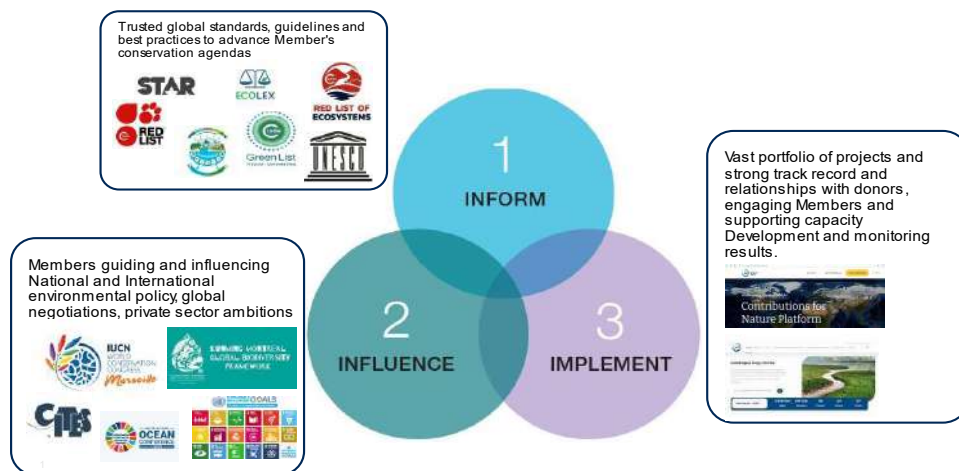 Trusted global standards, guidelines and
best practices to advance Member's
conservation agendas
STAR
ECOLEX
RED LIST OF
ECOSYSTEMS
RED
LIST
Green List
UNESCO
1
INFORM
Vast portfolio of projects and
strong track record and
relationships with donors,
engaging Members and
supporting capacity
Development and monitoring
results.
Contributions for
Nature Platform
Members guiding and influencing
National and International
environmental policy, global
negotiations, private sector ambitions
IUCN
WORLD
CONSERVATION
CONGRESS
Marseille
KUNMING-MONTREAL
GLOBAL BIODIVERSITY
FRAMEWORK
CITES
OCEAN
CONFERENCE
GOALS
2
INFLUENCE
3
IMPLEMENT
1